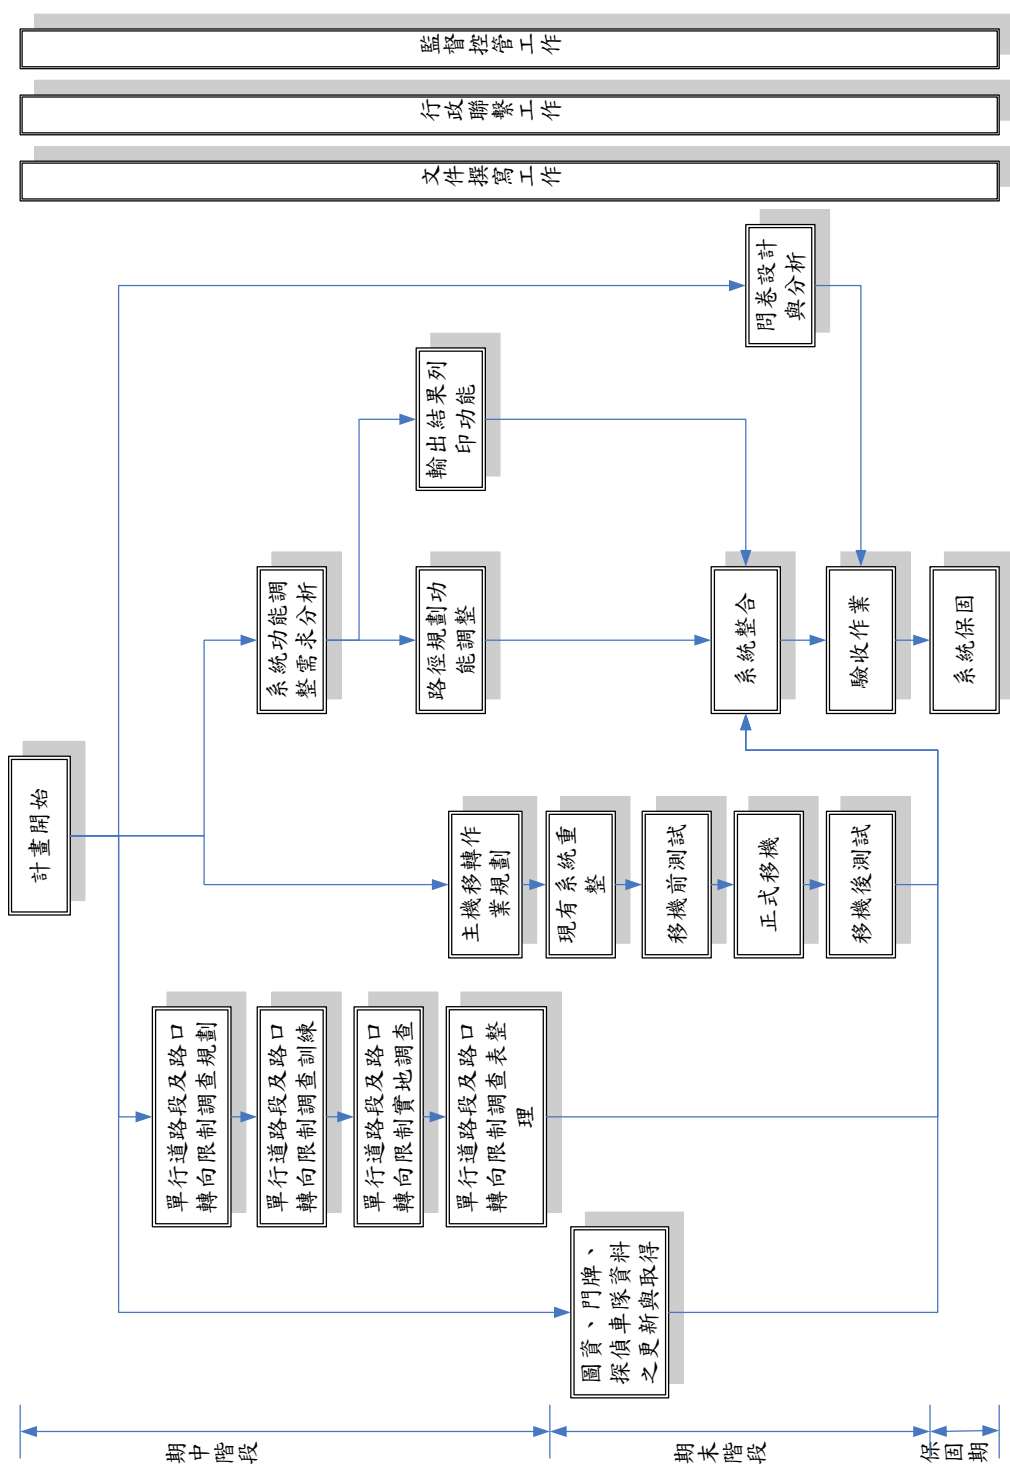 計畫開始
圖資、門牌、
探偵車隊資料
之更新與取得
單行道路段及路口
轉向限制調查規劃
單行道路段及路口
轉向限制調查訓練
單行道路段及路口
轉向限制實地調查
單行道路段及路口
轉向限制調查表整
理
主機移轉作
業規劃
現有系統重
整
移機前測試
正式移機
移機後測試
系統功能調
整需求分析
路徑規劃功
能調整
輸出結果列
印功能
系統整合
驗收作業
系統保固
問卷設計
與分析
文件撰寫工作
行政聯繫工作
監督控管工作
期中階段
期末階段
保固期